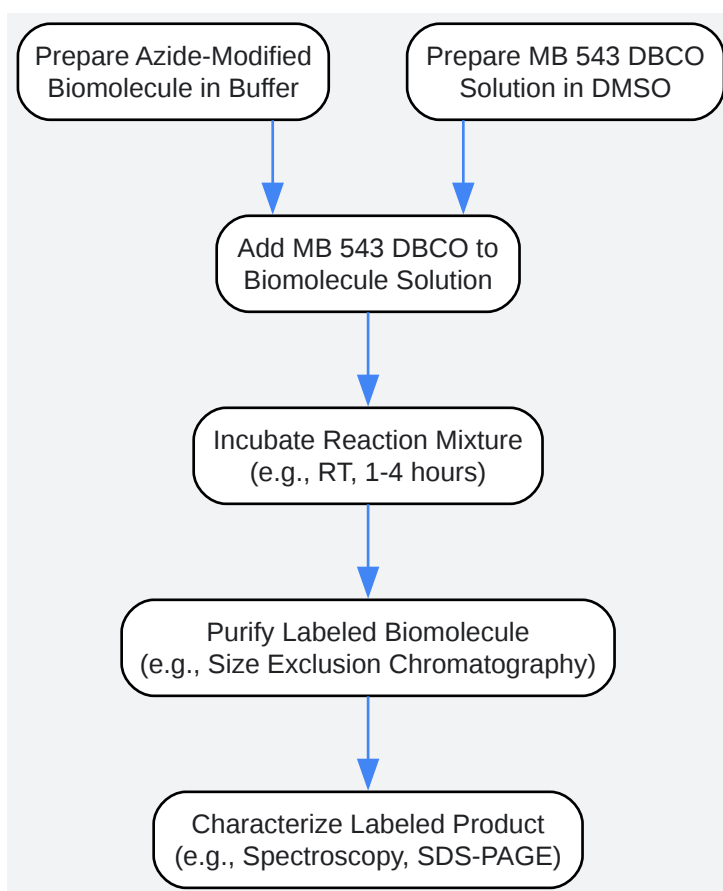 Prepare Azide-Modified
Biomolecule in Buffer
Prepare MB 543 DBCO
Solution in DMSO
Add MB 543 DBCO to
Biomolecule Solution
Incubate Reaction Mixture
(e.g., RT, 1-4 hours)
Purify Labeled Biomolecule
(e.g., Size Exclusion Chromatography)
Characterize Labeled Product
(e.g., Spectroscopy, SDS-PAGE)